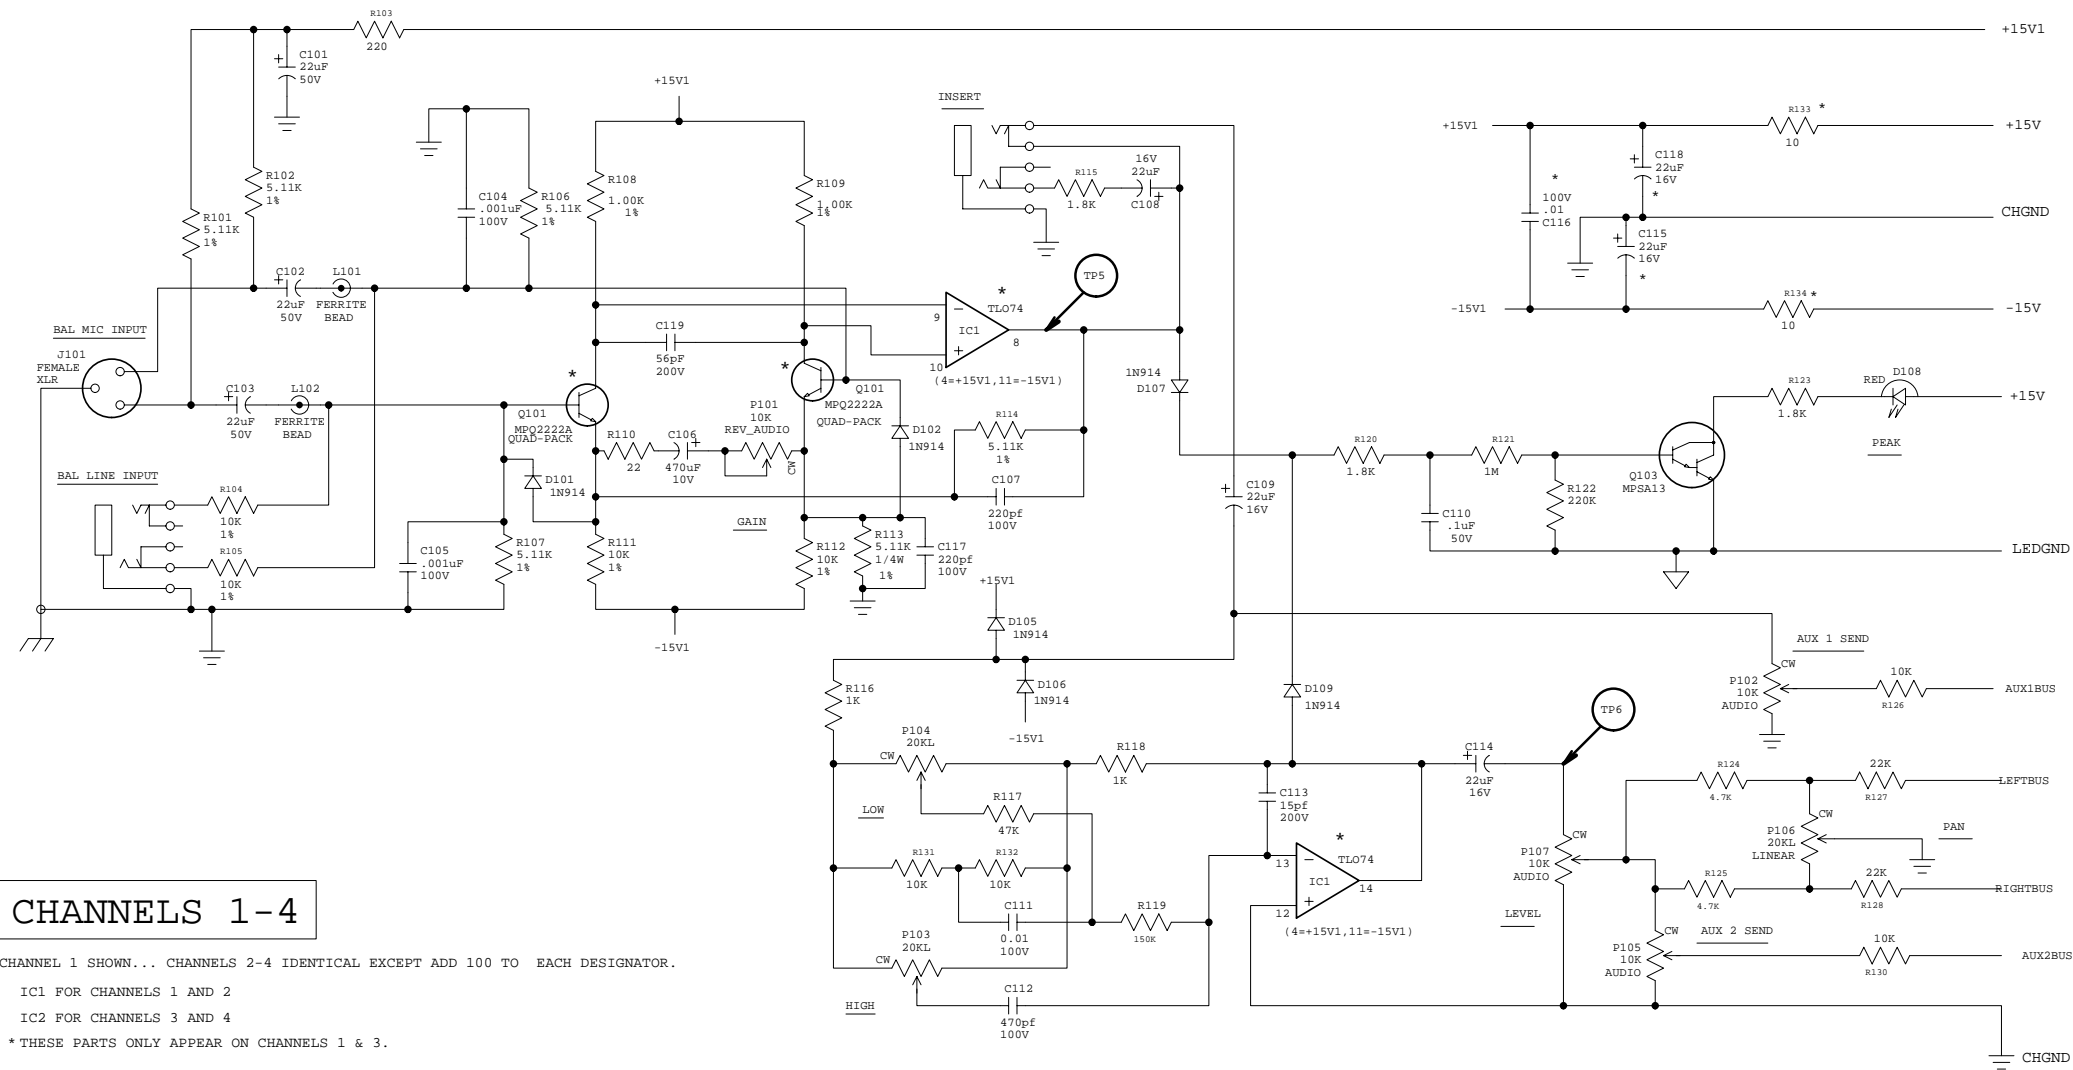 R103
220
+15V1
C101
22uF
50V
+15V1
INSERT
R133 *
10
+15V
+15V1
R102
5.11K
1%
R101
5.11K
1%
C104
.001uF
100V
R106
5.11K
1%
R108
1.00K
1%
R109
1.00K
1%
R115
1.8K
16V
22uF
C108
*
100V
.01
C116
C118
22uF
16V
*
CHGND
C115
22uF
16V
*
-15V1
R134 *
10
-15V
C102
22uF
50V
L101
FERRITE
BEAD
BAL MIC INPUT
J101
FEMALE
XLR
C103
22uF
50V
L102
FERRITE
BEAD
C119
56pF
200V
*
Q101
MPQ2222A
QUAD-PACK
*
Q101
MPQ2222A
QUAD-PACK
*
TLO74
IC1
9
10
8
(4=+15V1,11=-15V1)
TP5
1N914
D107
R110
22
C106
470uF
10V
P101
10K
REV_AUDIO
CW
GAIN
D102
1N914
R114
5.11K
1%
C107
220pf
100V
D101
1N914
BAL LINE INPUT
R104
10K
1%
R105
10K
1%
C105
.001uF
100V
R107
5.11K
1%
R111
10K
1%
R112
10K
1%
R113
5.11K
1/4W
1%
C117
220pf
100V
-15V1
C109
22uF
16V
R120
1.8K
R121
1M
C110
.1uF
50V
R122
220K
Q103
MPSA13
R123
1.8K
RED
D108
+15V
PEAK
LEDGND
+15V1
D105
1N914
D106
1N914
-15V1
R116
1K
P104
20KL
CW
LOW
R118
1K
R117
47K
R131
10K
R132
10K
C111
0.01
100V
R119
150K
P103
20KL
CW
HIGH
C112
470pf
100V
D109
1N914
C113
15pf
200V
*
TLO74
IC1
13
12
14
(4=+15V1,11=-15V1)
C114
22uF
16V
TP6
AUX 1 SEND
CW
P102
10K
AUDIO
10K
R126
AUX1BUS
R124
4.7K
22K
R127
LEFTBUS
CW
P106
20KL
LINEAR
PAN
CW
P107
10K
AUDIO
LEVEL
R125
4.7K
22K
R128
RIGHTBUS
CW
AUX 2 SEND
P105
10K
AUDIO
10K
R130
AUX2BUS
CHGND
CHANNELS 1-4
CHANNEL 1 SHOWN... CHANNELS 2-4 IDENTICAL EXCEPT ADD 100 TO EACH DESIGNATOR.
IC1 FOR CHANNELS 1 AND 2
IC2 FOR CHANNELS 3 AND 4
* THESE PARTS ONLY APPEAR ON CHANNELS 1 & 3.